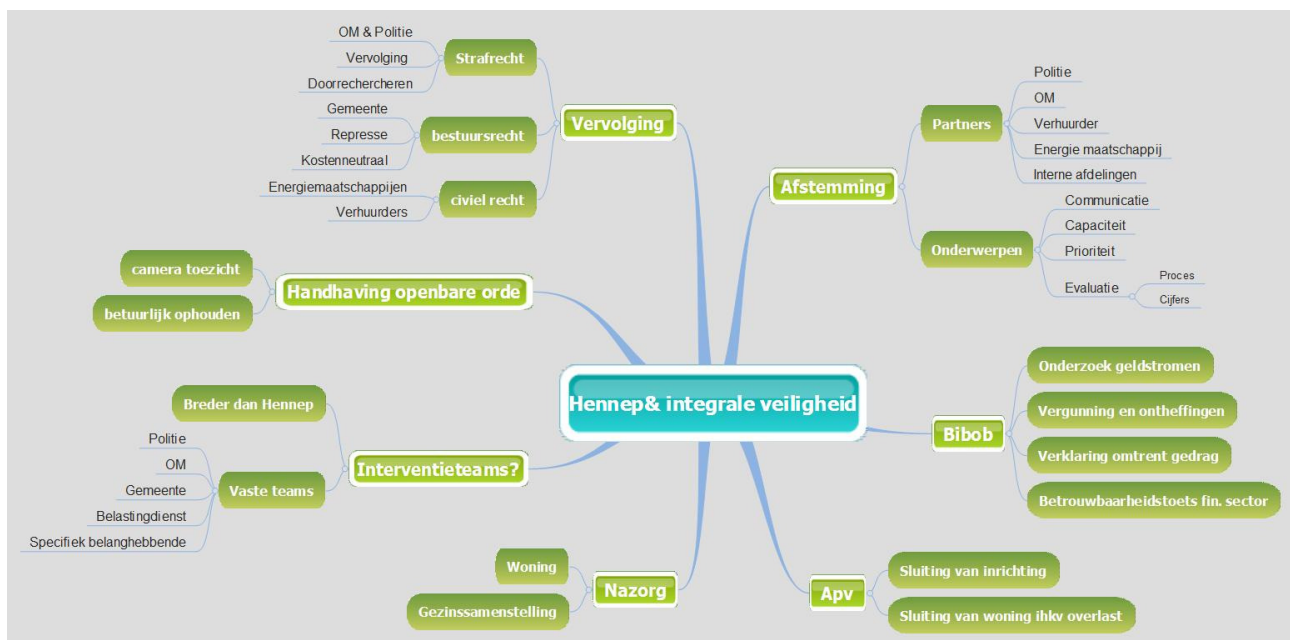 Hennep& integrale veiligheid
Vervolging
Strafrecht
OM & Politie
Vervolging
Doorrechercheren
bestuursrecht
Gemeente
Represse
Kostenneutraal
civiel recht
Energiemaatschappijen
Verhuurders
Handhaving openbare orde
camera toezicht
betuurlijk ophouden
Interventieteams?
Breder dan Hennep
Vaste teams
Politie
OM
Gemeente
Belastingdienst
Specifiek belanghebbende
Nazorg
Woning
Gezinssamenstelling
Afstemming
Partners
Politie
OM
Verhuurder
Energie maatschappij
Interne afdelingen
Onderwerpen
Communicatie
Capaciteit
Prioriteit
Evaluatie
Proces
Cijfers
Bibob
Onderzoek geldstromen
Vergunning en ontheffingen
Verklaring omtrent gedrag
Betrouwbaarheidstoets fin. sector
Apv
Sluiting van inrichting
Sluiting van woning ihkv overlast